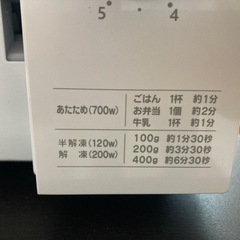 5 4
あたため(700w) ごはん 1杯 約1分
お弁当 1個 約2分
牛乳 1杯 約1分
半解凍(120w) 100g 約1分30秒
解凍(200w) 200g 約3分30秒
400g 約6分30秒